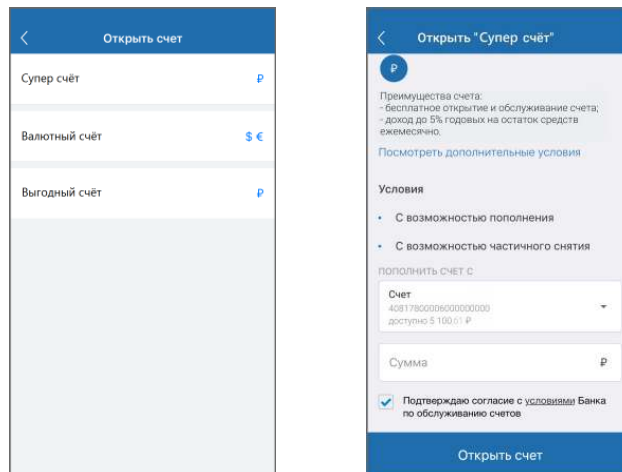 Открыть счет
Супер счёт ₽
Валютный счёт $ €
Выгодный счёт ₽
Открыть "Супер счёт"
₽
Преимущества счета:
- бесплатное открытие и обслуживание счета;
- доход до 5% годовых на остаток средств
ежемесячно.
Посмотреть дополнительные условия
Условия
• С возможностью пополнения
• С возможностью частичного снятия
ПОПОЛНИТЬ СЧЕТ С
Счет
40817800006000000000
доступно 5 100,61 ₽
Сумма ₽
Подтверждаю согласие с условиями Банка
по обслуживанию счетов
Открыть счет